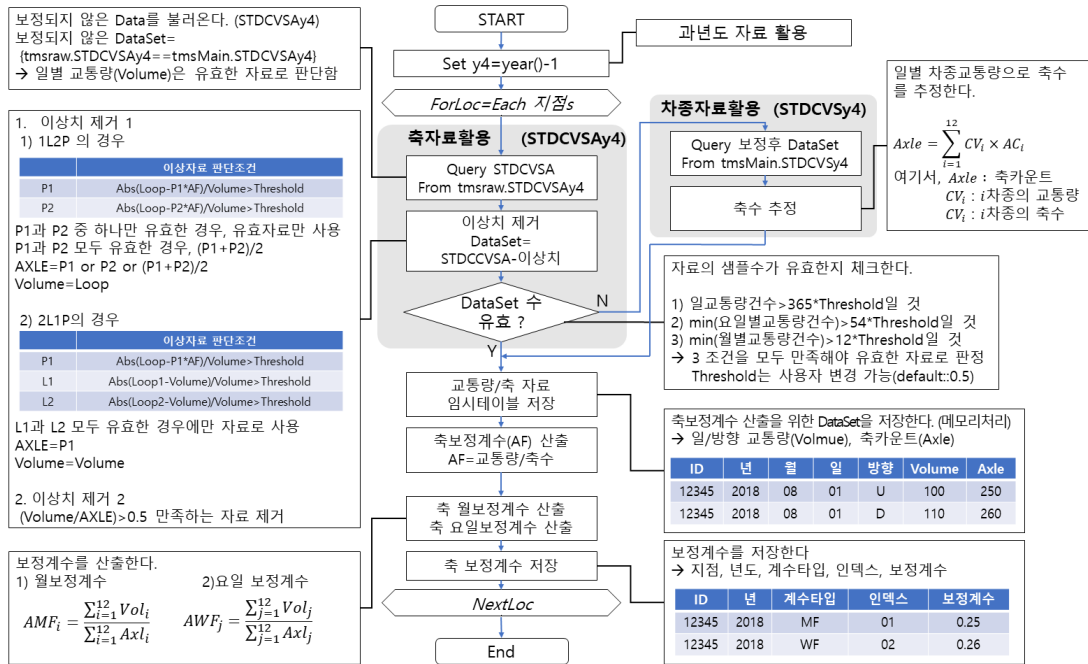 보정되지 않은 Data를 불러온다. (STDCVSAy4)
보정되지 않은 DataSet=
{tmsraw.STDCVSAy4==tmsMain.STDCVSAy4}
→ 일별 교통량(Volume)은 유효한 자료로 판단함
START
과년도 자료 활용
Set y4=year()-1
ForLoc=Each 지점s
축자료활용 (STDCVSAy4)
Query STDCVSA
From tmsraw.STDCVSAy4
이상치 제거
DataSet=
STDCCVSA-이상치
DataSet 수
유효 ?
N
Y
차종자료활용 (STDCVSy4)
Query 보정후 DataSet
From tmsMain.STDCVSy4
축수 추정
일별 차종교통량으로 축수
를 추정한다.
Axle = ∑_{i=1}^{12} CV_i × AC_i
여기서, Axle : 축카운트
CV_i : i차종의 교통량
CV_i : i차종의 축수
1. 이상치 제거 1
1) 1L2P 의 경우
이상자료 판단조건
P1 Abs(Loop-P1*AF)/Volume>Threshold
P2 Abs(Loop-P2*AF)/Volume>Threshold
P1과 P2 중 하나만 유효한 경우, 유효자료만 사용
P1과 P2 모두 유효한 경우, (P1+P2)/2
AXLE=P1 or P2 or (P1+P2)/2
Volume=Loop
2) 2L1P의 경우
이상자료 판단조건
P1 Abs(Loop-P1*AF)/Volume>Threshold
L1 Abs(Loop1-Volume)/Volume>Threshold
L2 Abs(Loop2-Volume)/Volume>Threshold
L1과 L2 모두 유효한 경우에만 자료로 사용
AXLE=P1
Volume=Volume
2. 이상치 제거 2
(Volume/AXLE)>0.5 만족하는 자료 제거
자료의 샘플수가 유효한지 체크한다.
1) 일교통량건수>365*Threshold일 것
2) min(요일별교통량건수)>54*Threshold일 것
3) min(월별교통량건수)>12*Threshold일 것
→ 3 조건을 모두 만족해야 유효한 자료로 판정
Threshold는 사용자 변경 가능(default::0.5)
교통량/축 자료
임시테이블 저장
축보정계수(AF) 산출
AF=교통량/축수
축 월보정계수 산출
축 요일보정계수 산출
축 보정계수 저장
NextLoc
End
축보정계수 산출을 위한 DataSet을 저장한다. (메모리처리)
→ 일/방향 교통량(Volmue), 축카운트(Axle)
ID 년 월 일 방향 Volume Axle
12345 2018 08 01 U 100 250
12345 2018 08 01 D 110 260
보정계수를 산출한다.
1) 월보정계수 2)요일 보정계수
AMF_i = ∑_{i=1}^{12} Vol_i / ∑_{i=1}^{12} Axl_i AWF_j = ∑_{j=1}^{12} Vol_j / ∑_{j=1}^{12} Axl_j
보정계수를 저장한다
→ 지점, 년도, 계수타입, 인덱스, 보정계수
ID 년 계수타입 인덱스 보정계수
12345 2018 MF 01 0.25
12345 2018 WF 02 0.26